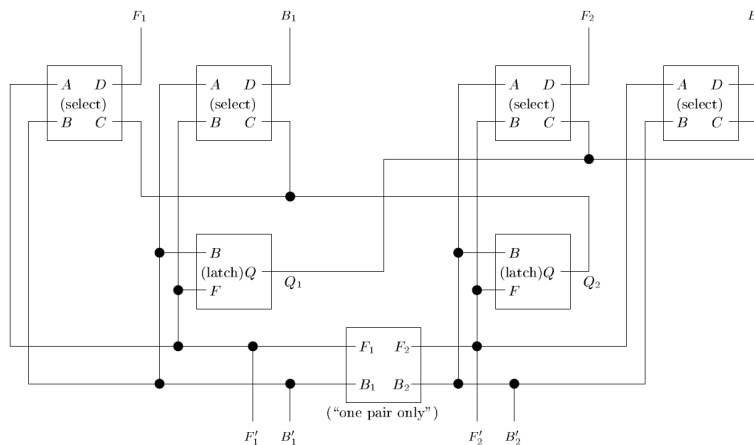 F₁ B₁ F₂ B
A D A D A D A D
(select) (select) (select) (select)
B C B C B C B C
B B
(latch)Q (latch)Q
Q₁ Q₂
F F
F₁ F₂
B₁ B₂
("one pair only")
F′₁ B′₁ F′₂ B′₂